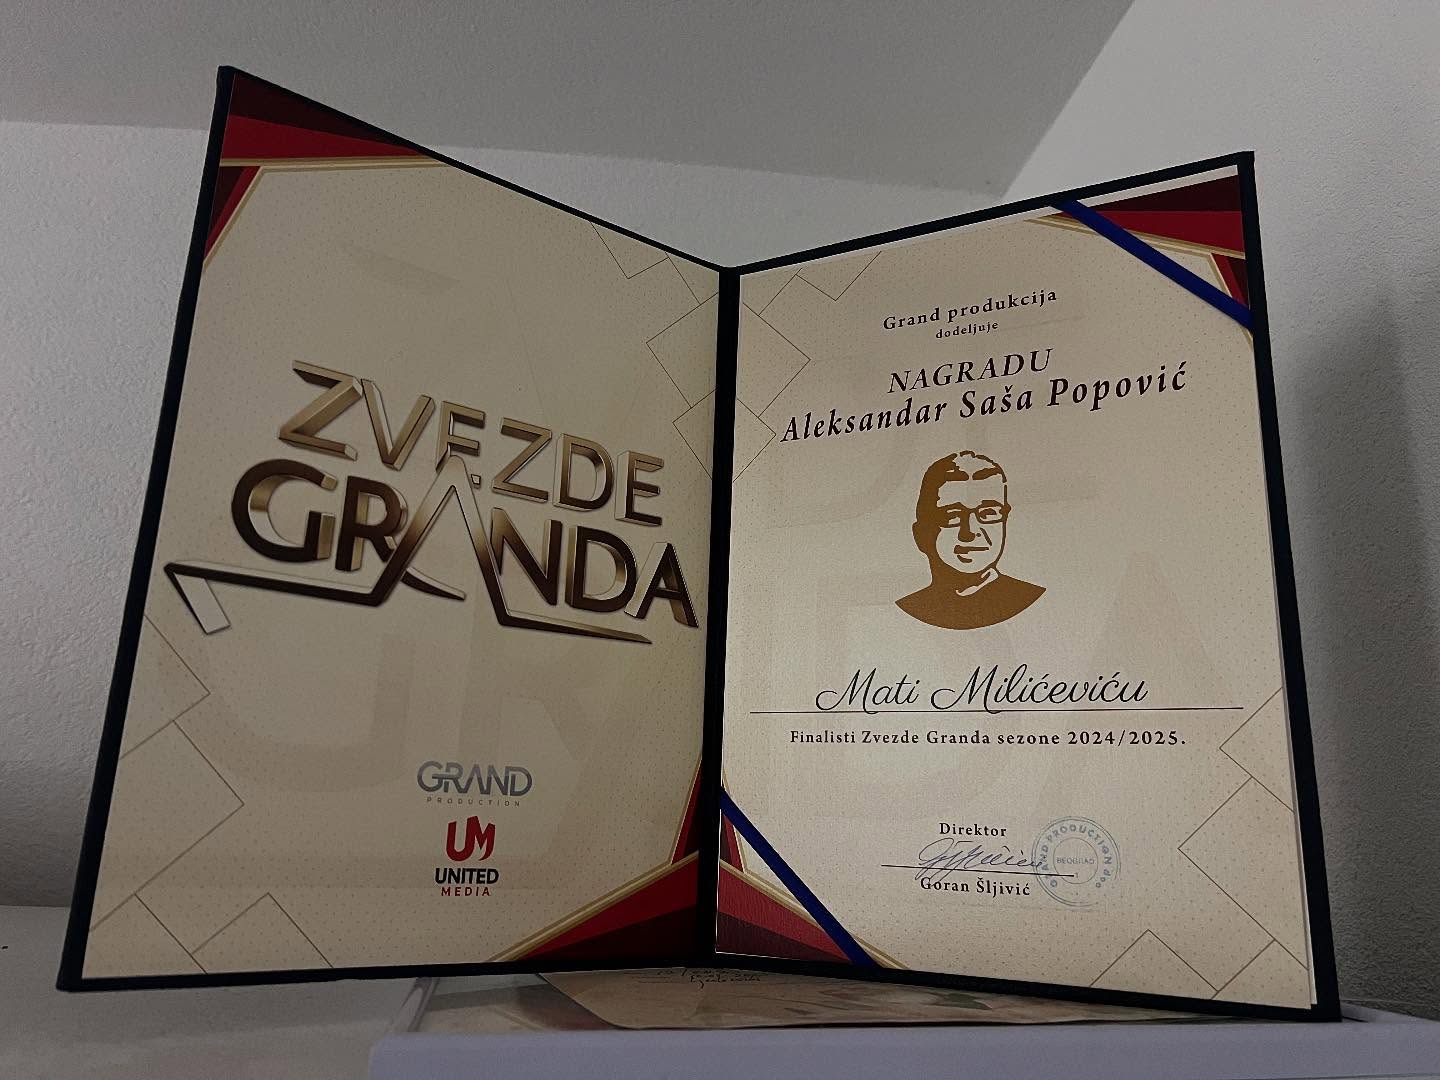 ZVEZDE
GRANDA
GRAND
PRODUCTION
UM
UNITED
MEDIA
Grand produkcija
dodeljuje
NAGRADU
Aleksandar Saša Popović
Mati Milićeviću
Finalisti Zvezde Granda sezone 2024/2025.
Direktor
Goran Šljivić
GRAND PRODUCTION doo
BEOGRAD